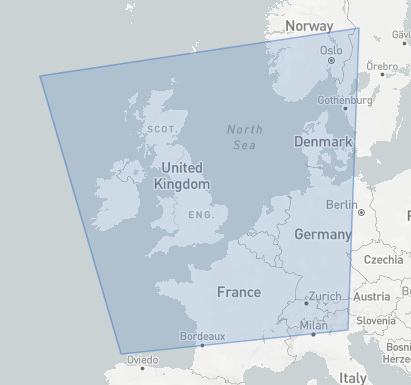 Norway
Oslo
Gäv
Örebro
Gothenburg
SCOT.
North
Sea
Denmark
United
Kingdom
Berlin
ENG.
Germany
Czechia
France
Zurich
Austria
Milan
Slovenia
Bordeaux
Bosni
Herze
Oviedo
Italy